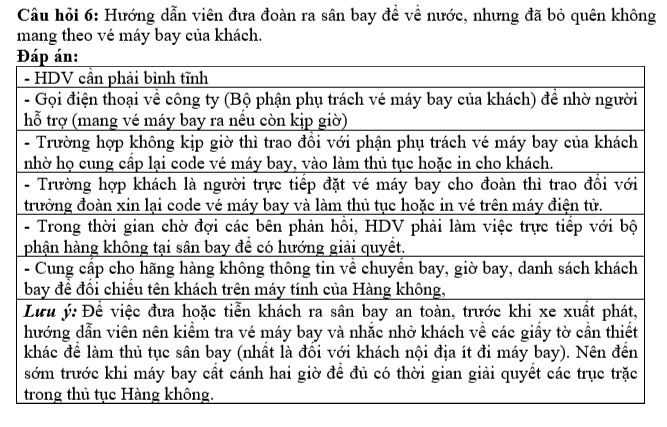 Câu hỏi 6: Hướng dẫn viên đưa đoàn ra sân bay để về nước, nhưng đã bỏ quên không
mang theo vé máy bay của khách.
Đáp án:
- HDV cần phải bình tĩnh
- Gọi điện thoại về công ty (Bộ phận phụ trách vé máy bay của khách) để nhờ người
hỗ trợ (mang vé máy bay ra nếu còn kịp giờ)
- Trường hợp không kịp giờ thì trao đổi với phận phụ trách vé máy bay của khách
nhờ họ cung cấp lại code vé máy bay, vào làm thủ tục hoặc in cho khách.
- Trường hợp khách là người trực tiếp đặt vé máy bay cho đoàn thì trao đổi với
trưởng đoàn xin lại code vé máy bay và làm thủ tục hoặc in vé trên máy điện tử.
- Trong thời gian chờ đợi các bên phản hồi, HDV phải làm việc trực tiếp với bộ
phận hàng không tại sân bay để có hướng giải quyết.
- Cung cấp cho hãng hàng không thông tin về chuyến bay, giờ bay, danh sách khách
bay để đối chiếu tên khách trên máy tính của Hàng không,
Lưu ý: Để việc đưa hoặc tiễn khách ra sân bay an toàn, trước khi xe xuất phát,
hướng dẫn viên nên kiểm tra vé máy bay và nhắc nhở khách về các giấy tờ cần thiết
khác để làm thủ tục sân bay (nhất là đối với khách nội địa ít đi máy bay). Nên đến
sớm trước khi máy bay cất cánh hai giờ để đủ có thời gian giải quyết các trục trặc
trong thủ tục Hàng không.